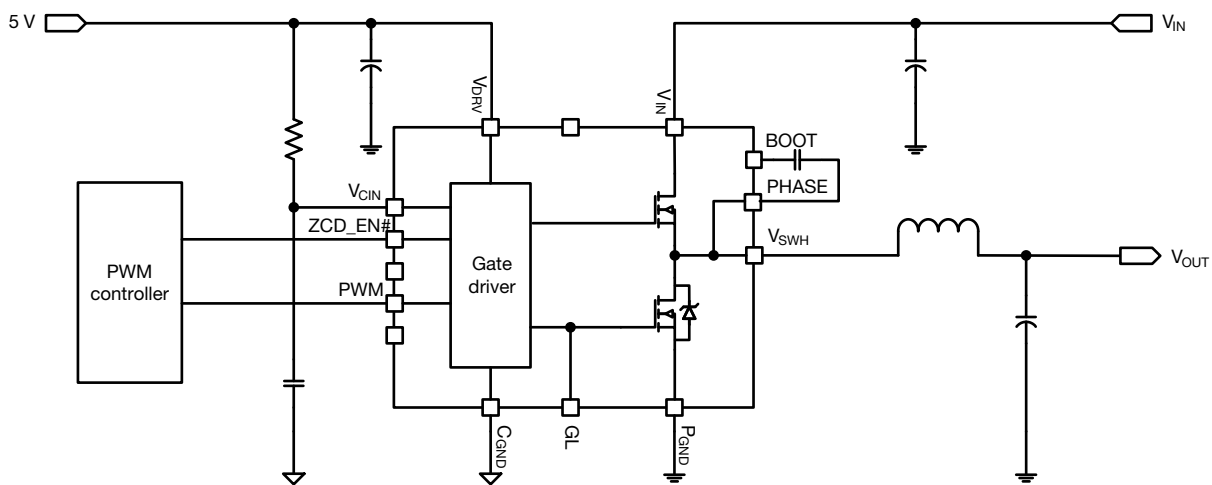 5 V
VIN
VDRV
VIN
BOOT
PHASE
VCIN
ZCD_EN#
VSWH
PWM
controller
Gate
driver
PWM
VOUT
CGND
GL
PGND